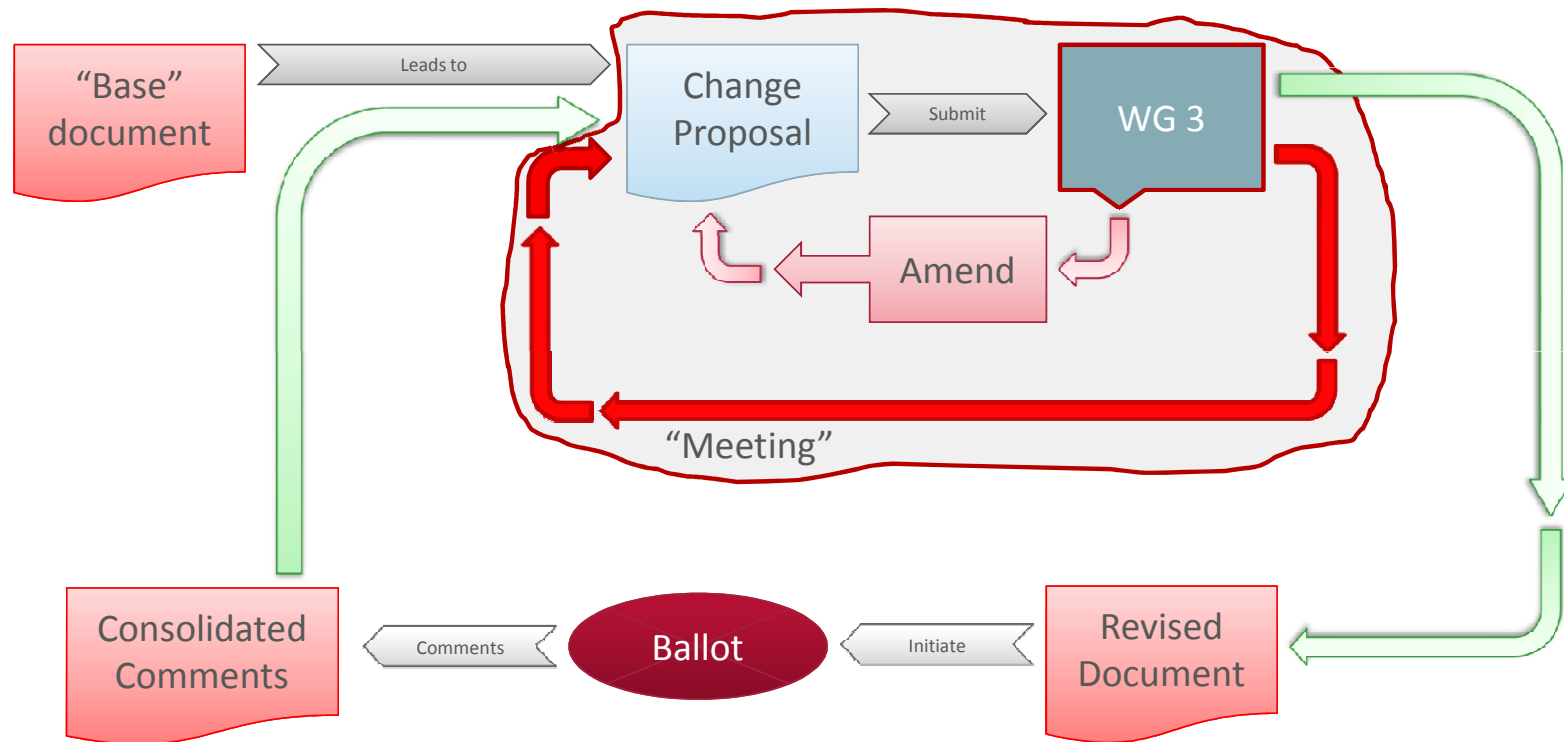 “Base”
document
Leads to
Change
Proposal
Submit
WG 3
Amend
“Meeting”
Consolidated
Comments
Comments
Ballot
Initiate
Revised
Document